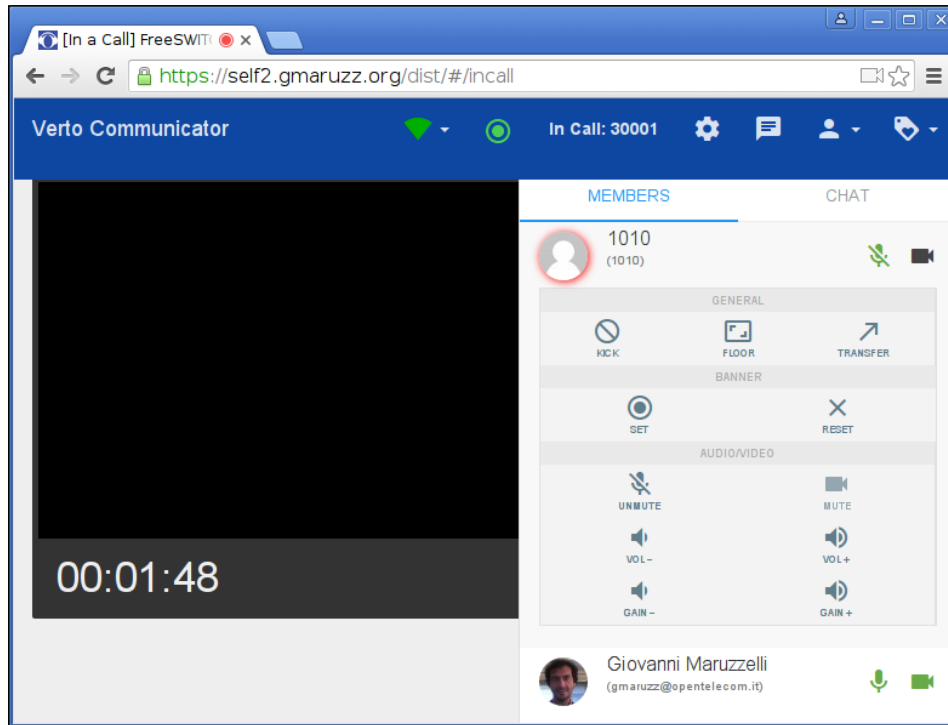 [In a Call] FreeSWIT
https://self2.gmaruzz.org/dist/#/incall
Verto Communicator
In Call: 30001
MEMBERS
CHAT
1010
(1010)
GENERAL
KICK
FLOOR
TRANSFER
BANNER
SET
RESET
AUDIO/VIDEO
UNMUTE
MUTE
VOL-
VOL+
GAIN-
GAIN+
00:01:48
Giovanni Maruzzelli
(gmaruzz@opentelecom.it)